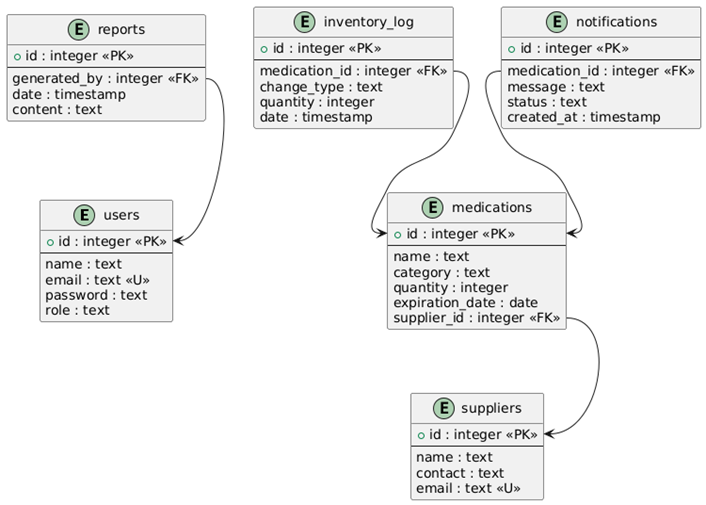 E reports
id : integer «PK»
generated_by : integer «FK»
date : timestamp
content : text
E inventory_log
id : integer «PK»
medication_id : integer «FK»
change_type : text
quantity : integer
date : timestamp
E notifications
id : integer «PK»
medication_id : integer «FK»
message : text
status : text
created_at : timestamp
E users
id : integer «PK»
name : text
email : text «U»
password : text
role : text
E medications
id : integer «PK»
name : text
category : text
quantity : integer
expiration_date : date
supplier_id : integer «FK»
E suppliers
id : integer «PK»
name : text
contact : text
email : text «U»